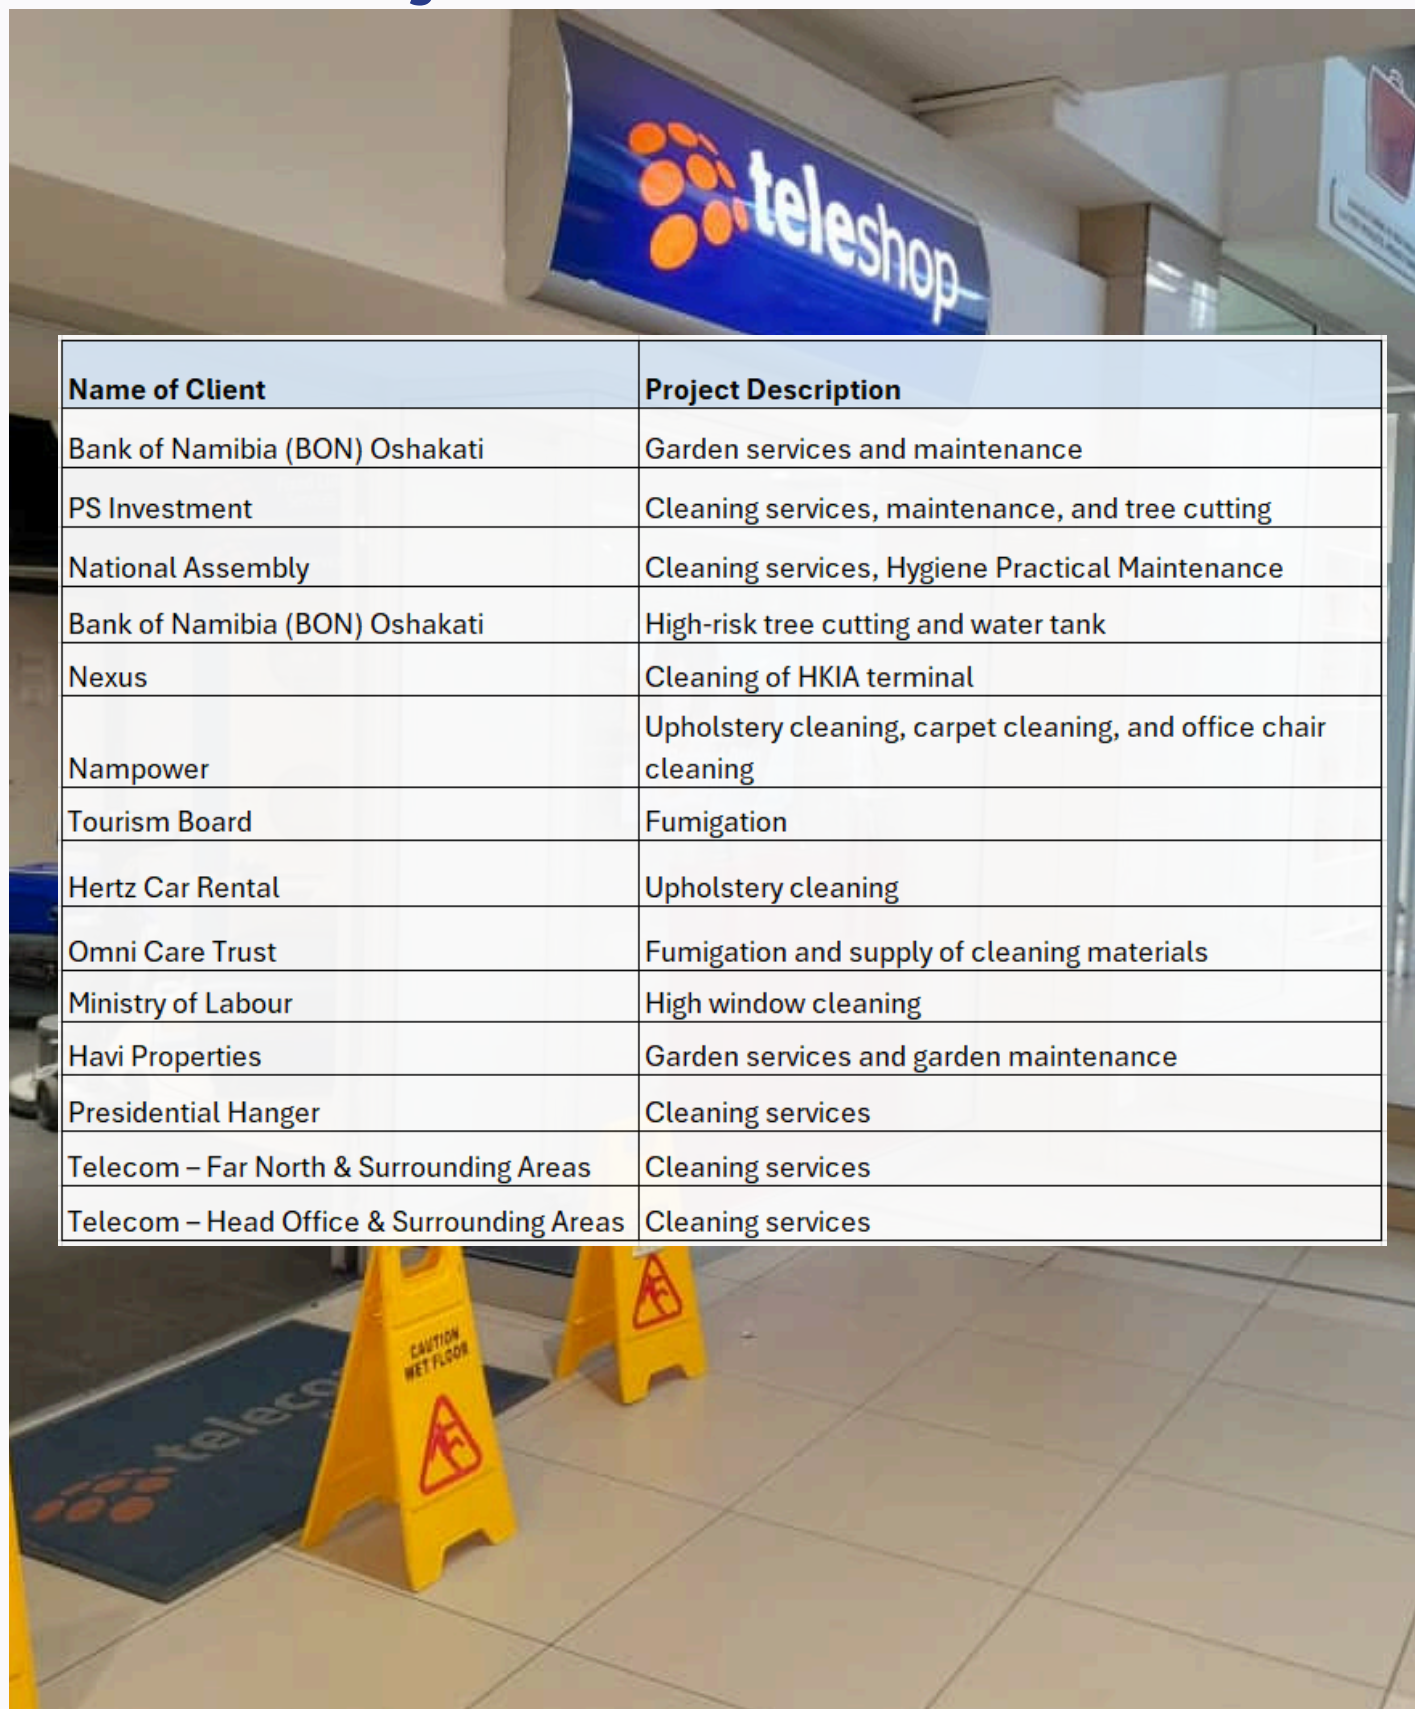 teleshop
Name of Client Project Description
Bank of Namibia (BON) Oshakati Garden services and maintenance
PS Investment Cleaning services, maintenance, and tree cutting
National Assembly Cleaning services, Hygiene Practical Maintenance
Bank of Namibia (BON) Oshakati High-risk tree cutting and water tank
Nexus Cleaning of HKIA terminal
Nampower Upholstery cleaning, carpet cleaning, and office chair
cleaning
Tourism Board Fumigation
Hertz Car Rental Upholstery cleaning
Omni Care Trust Fumigation and supply of cleaning materials
Ministry of Labour High window cleaning
Havi Properties Garden services and garden maintenance
Presidential Hanger Cleaning services
Telecom – Far North & Surrounding Areas Cleaning services
Telecom – Head Office & Surrounding Areas Cleaning services
CAUTION
WET FLOOR